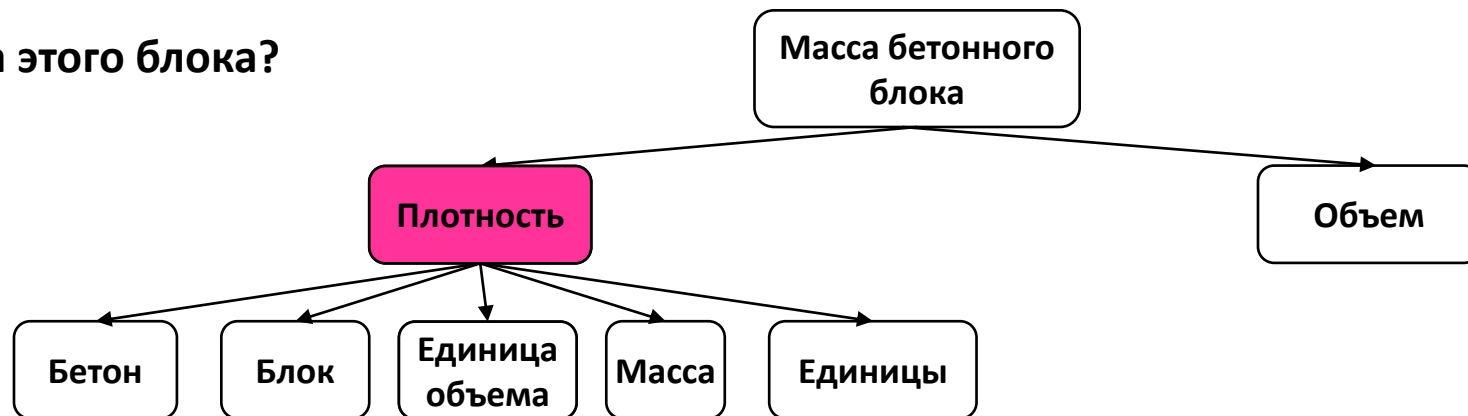 этого блока?
Масса бетонного
блока
Плотность
Объем
Бетон
Блок
Единица
объема
Масса
Единицы